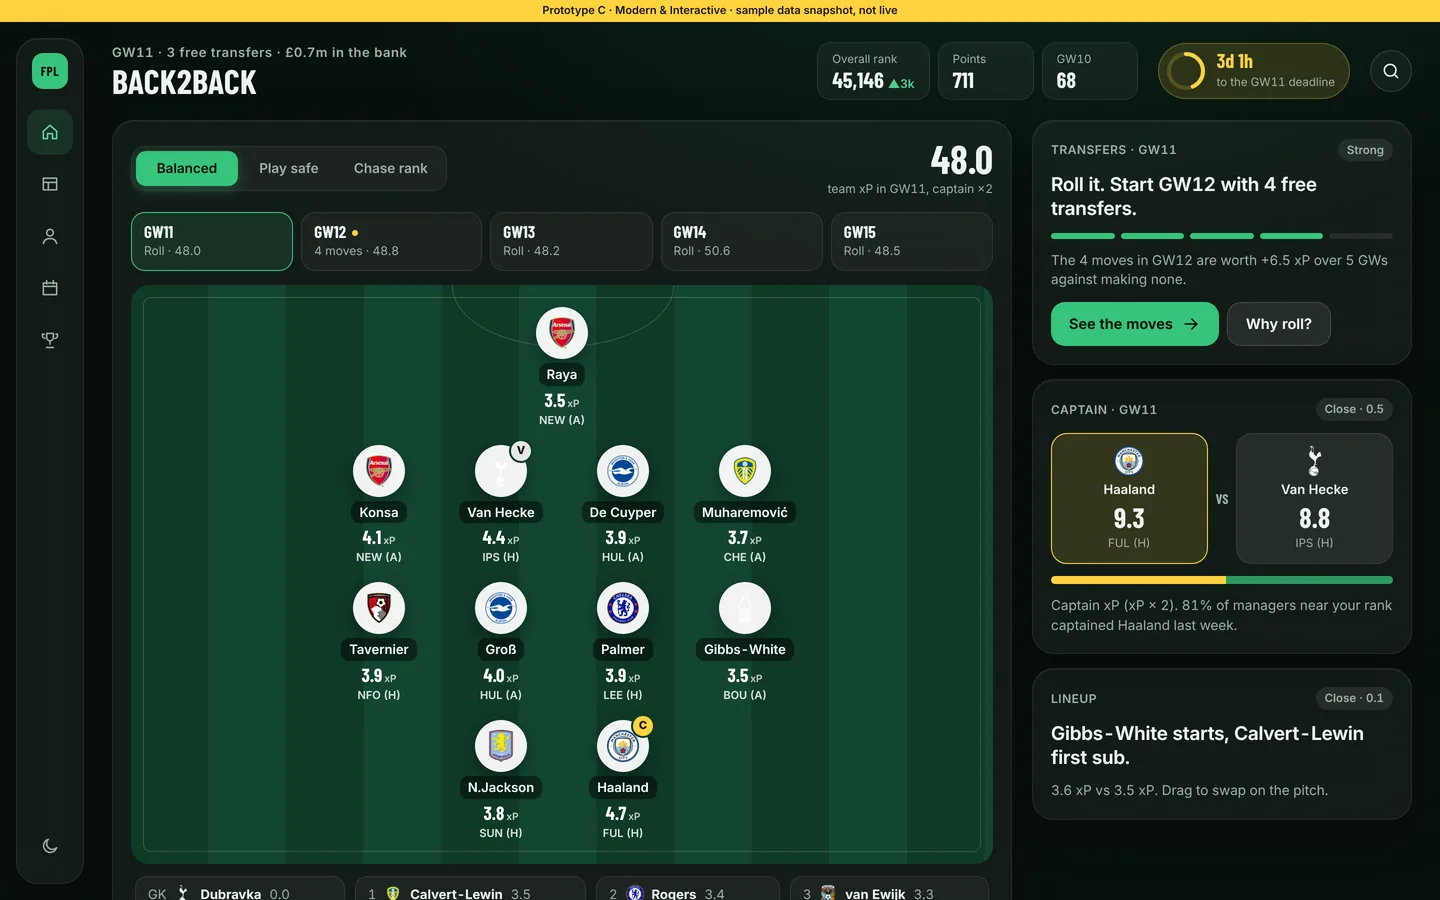 Prototype C · Modern & Interactive · sample data snapshot, not live
FPL
GW11 · 3 free transfers · £0.7m in the bank
BACK2BACK
Overall rank
45,146 ▲3k
Points
711
GW10
68
3d 1h
to the GW11 deadline
Balanced
Play safe
Chase rank
48.0
team xP in GW11, captain ×2
GW11
Roll · 48.0
GW12
4 moves · 48.8
GW13
Roll · 48.2
GW14
Roll · 50.6
GW15
Roll · 48.5
Arsenal
Raya
3.5 xP
NEW (A)
Arsenal
Konsa
4.1 xP
NEW (A)
V
Van Hecke
4.4 xP
IPS (H)
De Cuyper
3.9 xP
HUL (A)
Muharemović
3.7 xP
CHE (A)
Tavernier
3.9 xP
NFO (H)
Groß
4.0 xP
HUL (A)
Palmer
3.9 xP
LEE (H)
Gibbs-White
3.5 xP
BOU (A)
N.Jackson
3.8 xP
SUN (H)
C
Haaland
4.7 xP
FUL (H)
GK Dubravka 0.0
1 Calvert-Lewin 3.5
2 Rogers 3.4
3 van Ewijk 3.3
TRANSFERS · GW11
Strong
Roll it. Start GW12 with 4 free
transfers.
The 4 moves in GW12 are worth +6.5 xP over 5 GWs
against making none.
See the moves →
Why roll?
CAPTAIN · GW11
Close · 0.5
Haaland
9.3
FUL (H)
VS
Van Hecke
8.8
IPS (H)
Captain xP (xP × 2). 81% of managers near your rank
captained Haaland last week.
LINEUP
Close · 0.1
Gibbs-White starts, Calvert-Lewin
first sub.
3.6 xP vs 3.5 xP. Drag to swap on the pitch.